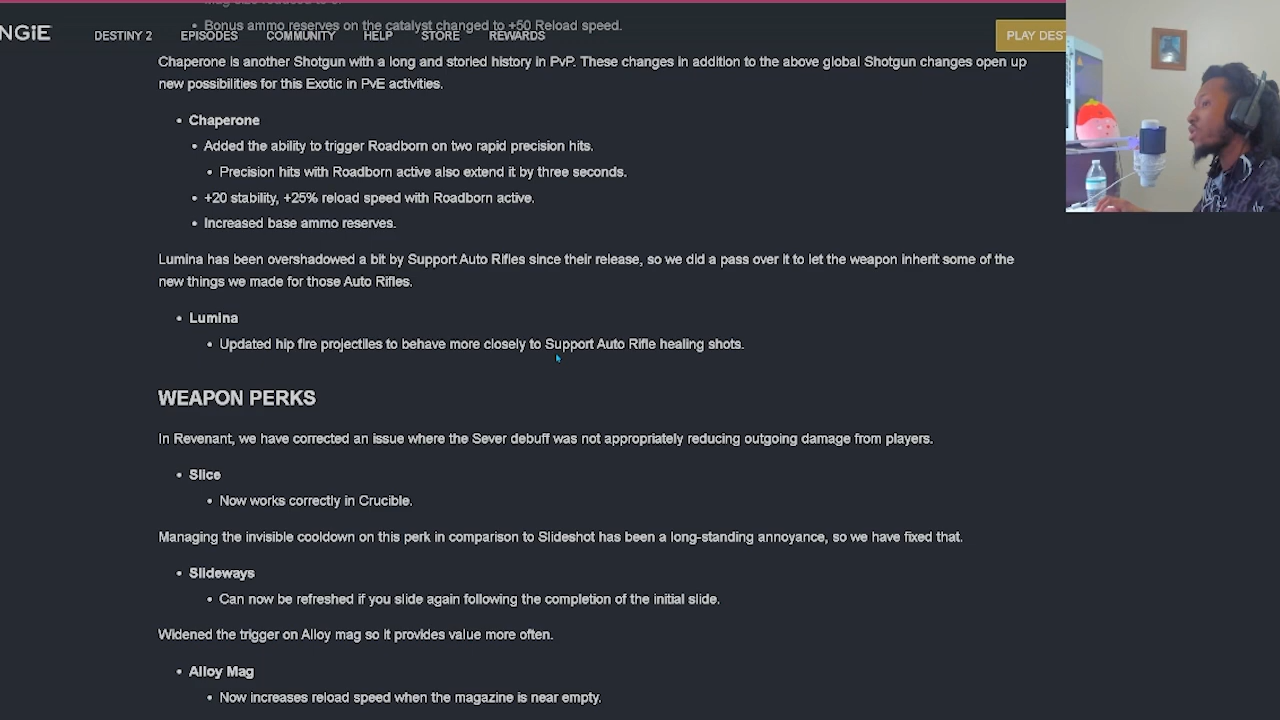 Bonus ammo reserves on the catalyst changed to +50 Reload speed.
NGiE
DESTINY 2
EPISODES
COMMUNITY
HELP
STORE
REWARDS
PLAY DES
Chaperone is another Shotgun with a long and storied history in PvP. These changes in addition to the above global Shotgun changes open up
new possibilities for this Exotic in PvE activities.
Chaperone
Added the ability to trigger Roadborn on two rapid precision hits.
Precision hits with Roadborn active also extend it by three seconds.
+20 stability, +25% reload speed with Roadborn active.
Increased base ammo reserves.
Lumina has been overshadowed a bit by Support Auto Rifles since their release, so we did a pass over it to let the weapon inherit some of the
new things we made for those Auto Rifles.
Lumina
Updated hip fire projectiles to behave more closely to Support Auto Rifle healing shots.
WEAPON PERKS
In Revenant, we have corrected an issue where the Sever debuff was not appropriately reducing outgoing damage from players.
Slice
Now works correctly in Crucible.
Managing the invisible cooldown on this perk in comparison to Slideshot has been a long-standing annoyance, so we have fixed that.
Slideways
Can now be refreshed if you slide again following the completion of the initial slide.
Widened the trigger on Alloy mag so it provides value more often.
Alloy Mag
Now increases reload speed when the magazine is near empty.